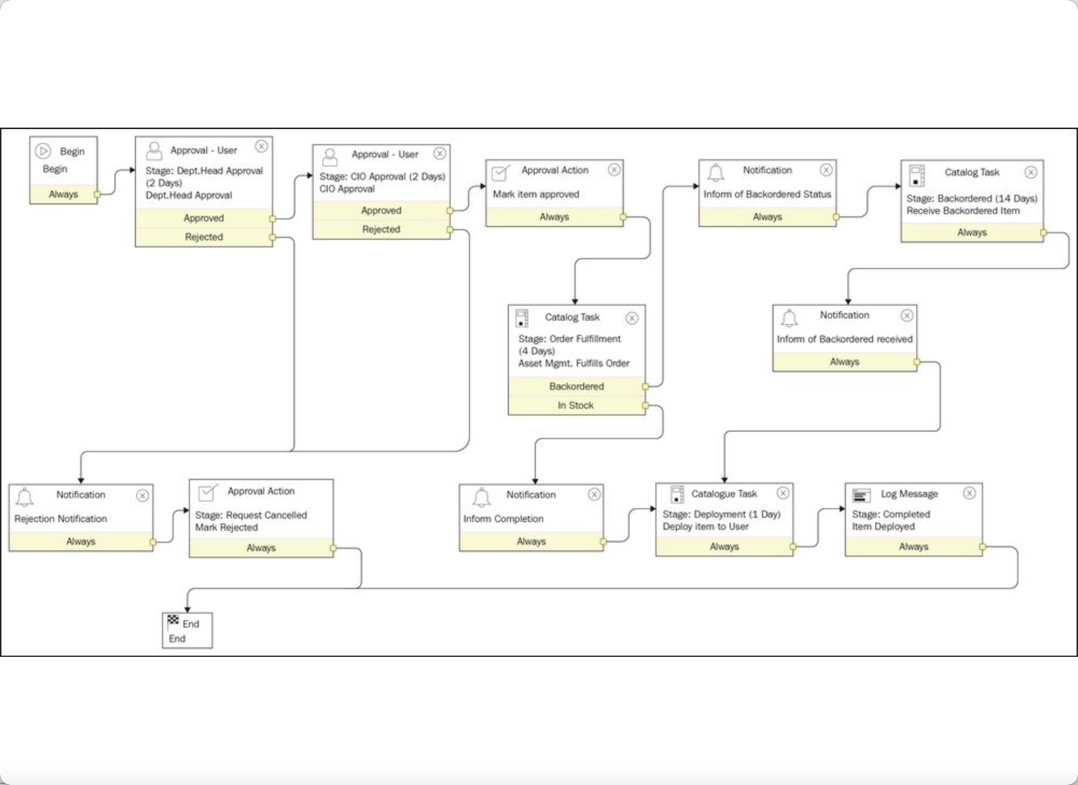 Begin
Begin
Always
Approval - User
Stage: Dept.Head Approval
(2 Days)
Dept.Head Approval
Approved
Rejected
Approval - User
Stage: CIO Approval (2 Days)
CIO Approval
Approved
Rejected
Approval Action
Mark item approved
Always
Notification
Inform of Backordered Status
Always
Catalog Task
Stage: Backordered (14 Days)
Receive Backordered Item
Always
Catalog Task
Stage: Order Fulfillment
(4 Days)
Asset Mgmt. Fulfills Order
Backordered
In Stock
Notification
Inform of Backordered received
Always
Notification
Rejection Notification
Always
Approval Action
Stage: Request Cancelled
Mark Rejected
Always
Notification
Inform Completion
Always
Catalogue Task
Stage: Deployment (1 Day)
Deploy item to User
Always
Log Message
Stage: Completed
Item Deployed
Always
End
End